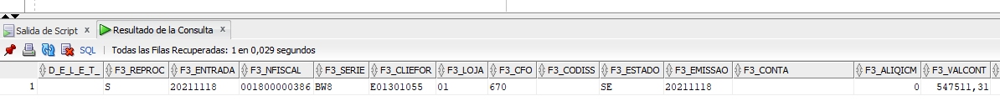 Salida de Script x Resultado de la Consulta x
SQL | Todas las Filas Recuperadas: 1 en 0,029 segundos
D_E_L_E_T_ F3_REPROC F3_ENTRADA F3_NFISCAL F3_SERIE F3_CLIEFOR F3_LOJA F3_CFO F3_CODISS F3_ESTADO F3_EMISSAO F3_CONTA F3_ALIQICM F3_VALCONT
1 S 20211118 001800000386 BW8 E01301055 01 670 SE 20211118 0 547511,31